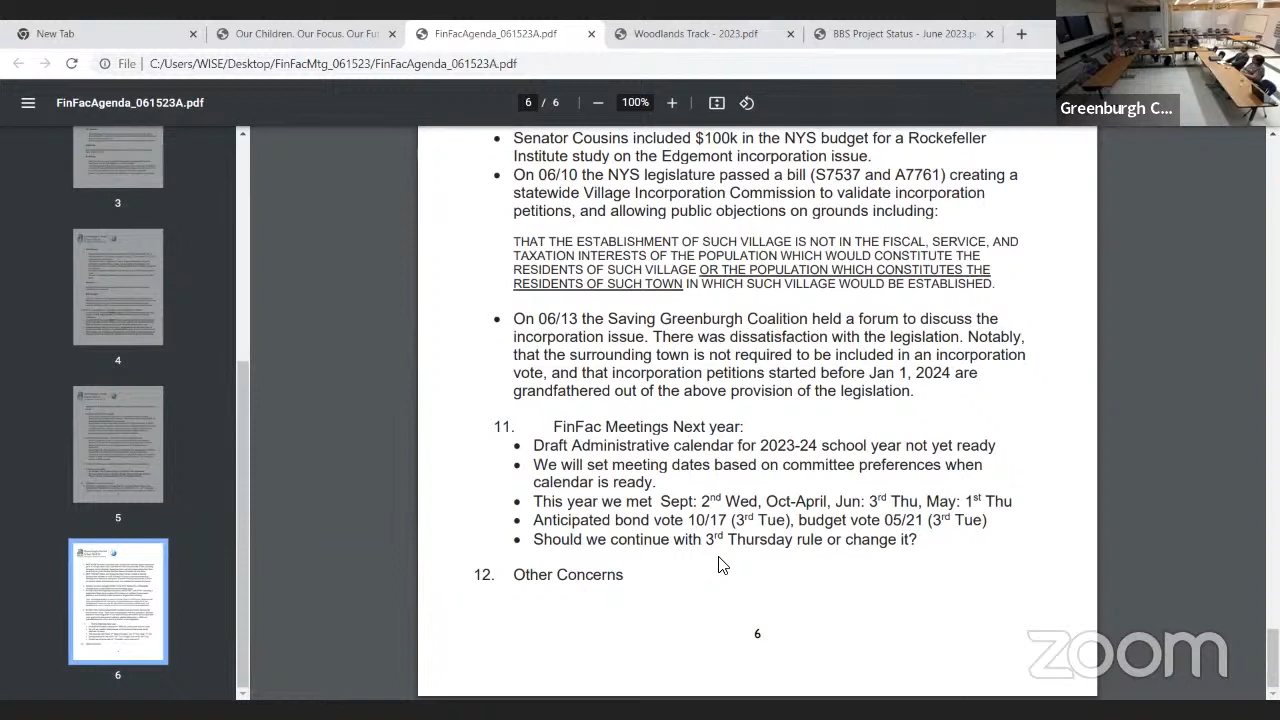 New Tab
Our Children. Our Focus. Our Fu
FinFacAgenda_061523A.pdf
Woodlands Track - 2023.pdf
BBS Project Status - June 2023.p
File | C:/Users/WISE/Desktop/FinFacMtg_061523/FinFacAgenda_061523A.pdf
FinFacAgenda_061523A.pdf
6 / 6
100%
Greenburgh C...
3
4
5
6
• Senator Cousins included $100k in the NYS budget for a Rockefeller
Institute study on the Edgemont incorporation issue.
• On 06/10 the NYS legislature passed a bill (S7537 and A7761) creating a
statewide Village Incorporation Commission to validate incorporation
petitions, and allowing public objections on grounds including:
THAT THE ESTABLISHMENT OF SUCH VILLAGE IS NOT IN THE FISCAL, SERVICE, AND
TAXATION INTERESTS OF THE POPULATION WHICH WOULD CONSTITUTE THE
RESIDENTS OF SUCH VILLAGE OR THE POPULATION WHICH CONSTITUTES THE
RESIDENTS OF SUCH TOWN IN WHICH SUCH VILLAGE WOULD BE ESTABLISHED.
• On 06/13 the Saving Greenburgh Coalition held a forum to discuss the
incorporation issue. There was dissatisfaction with the legislation. Notably,
that the surrounding town is not required to be included in an incorporation
vote, and that incorporation petitions started before Jan 1, 2024 are
grandfathered out of the above provision of the legislation.
11. FinFac Meetings Next year:
• Draft Administrative calendar for 2023-24 school year not yet ready
• We will set meeting dates based on committee preferences when
calendar is ready.
• This year we met Sept: 2nd Wed, Oct-April, Jun: 3rd Thu, May: 1st Thu
• Anticipated bond vote 10/17 (3rd Tue), budget vote 05/21 (3rd Tue)
• Should we continue with 3rd Thursday rule or change it?
12. Other Concerns
6
zoom